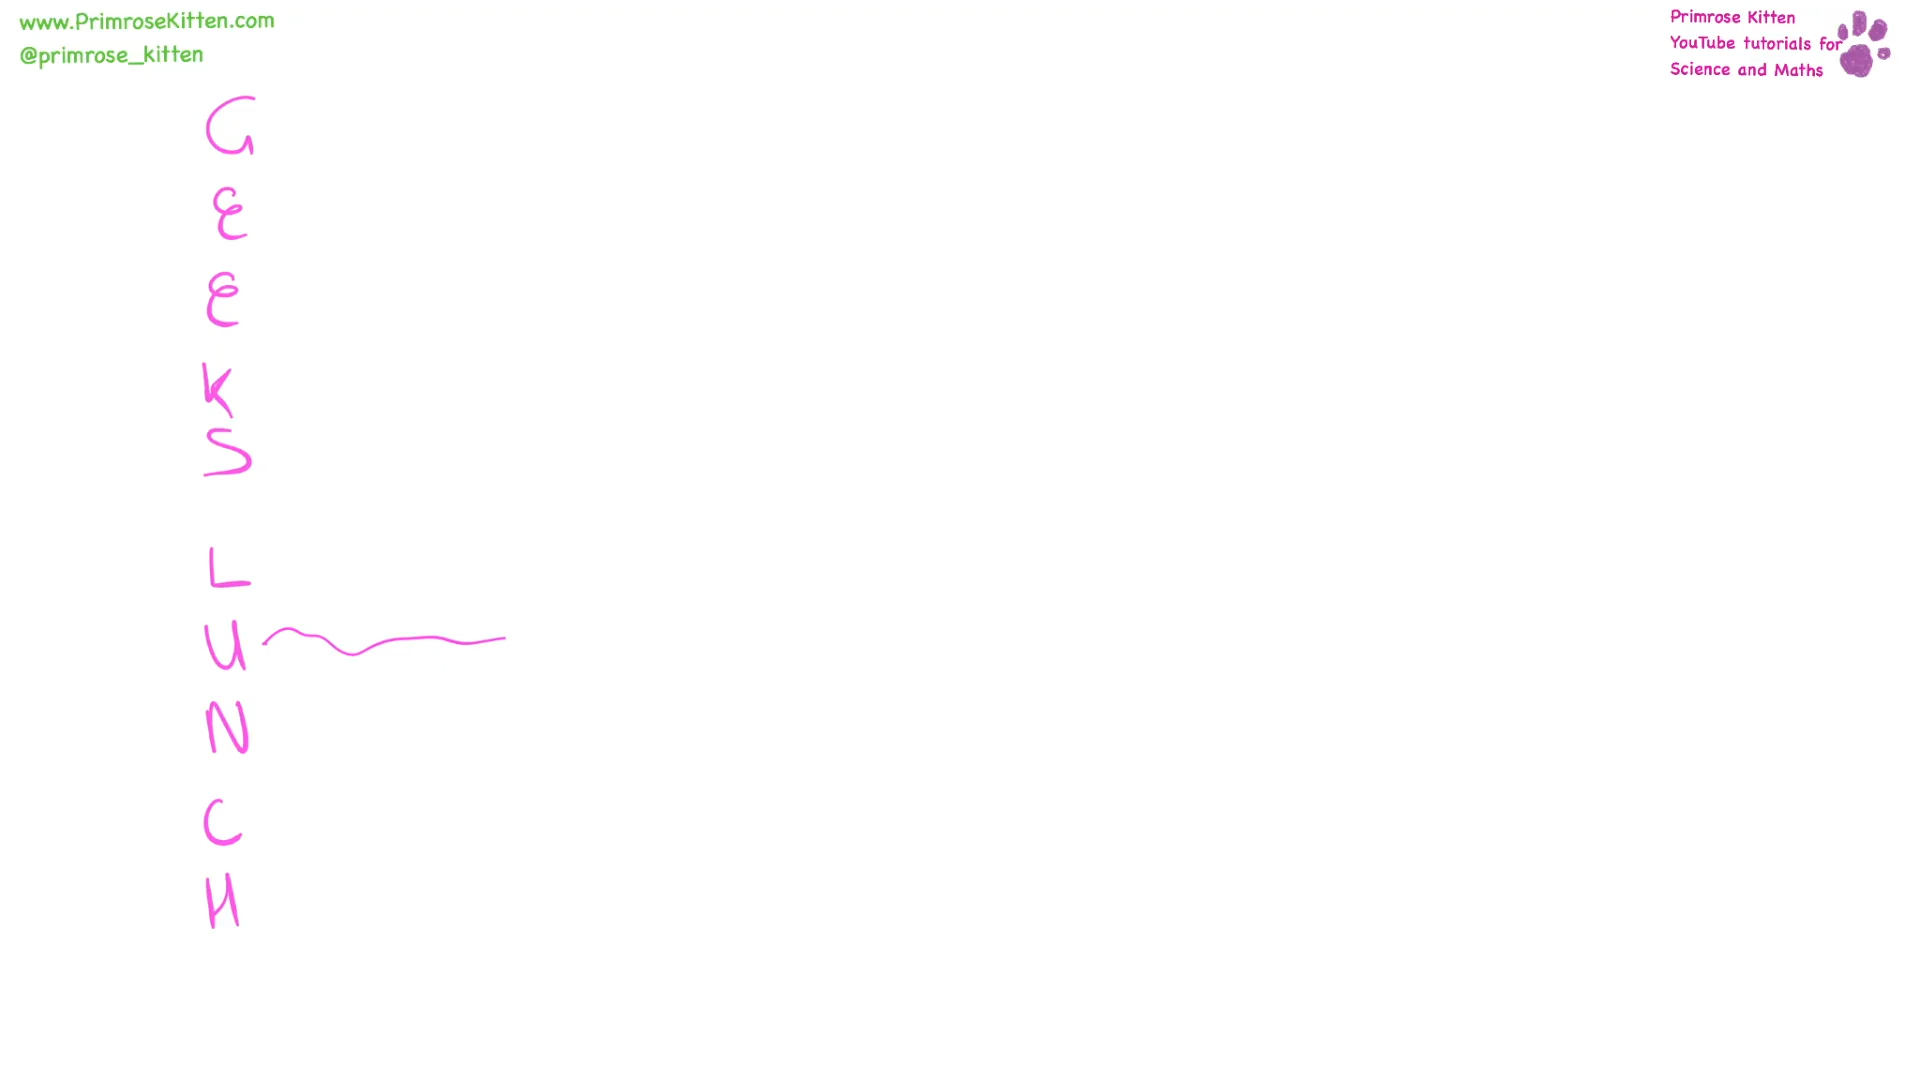 www.PrimroseKitten.com
@primrose_kitten
Primrose Kitten
YouTube tutorials for
Science and Maths
G
E
E
K
S
L
U
N
C
H